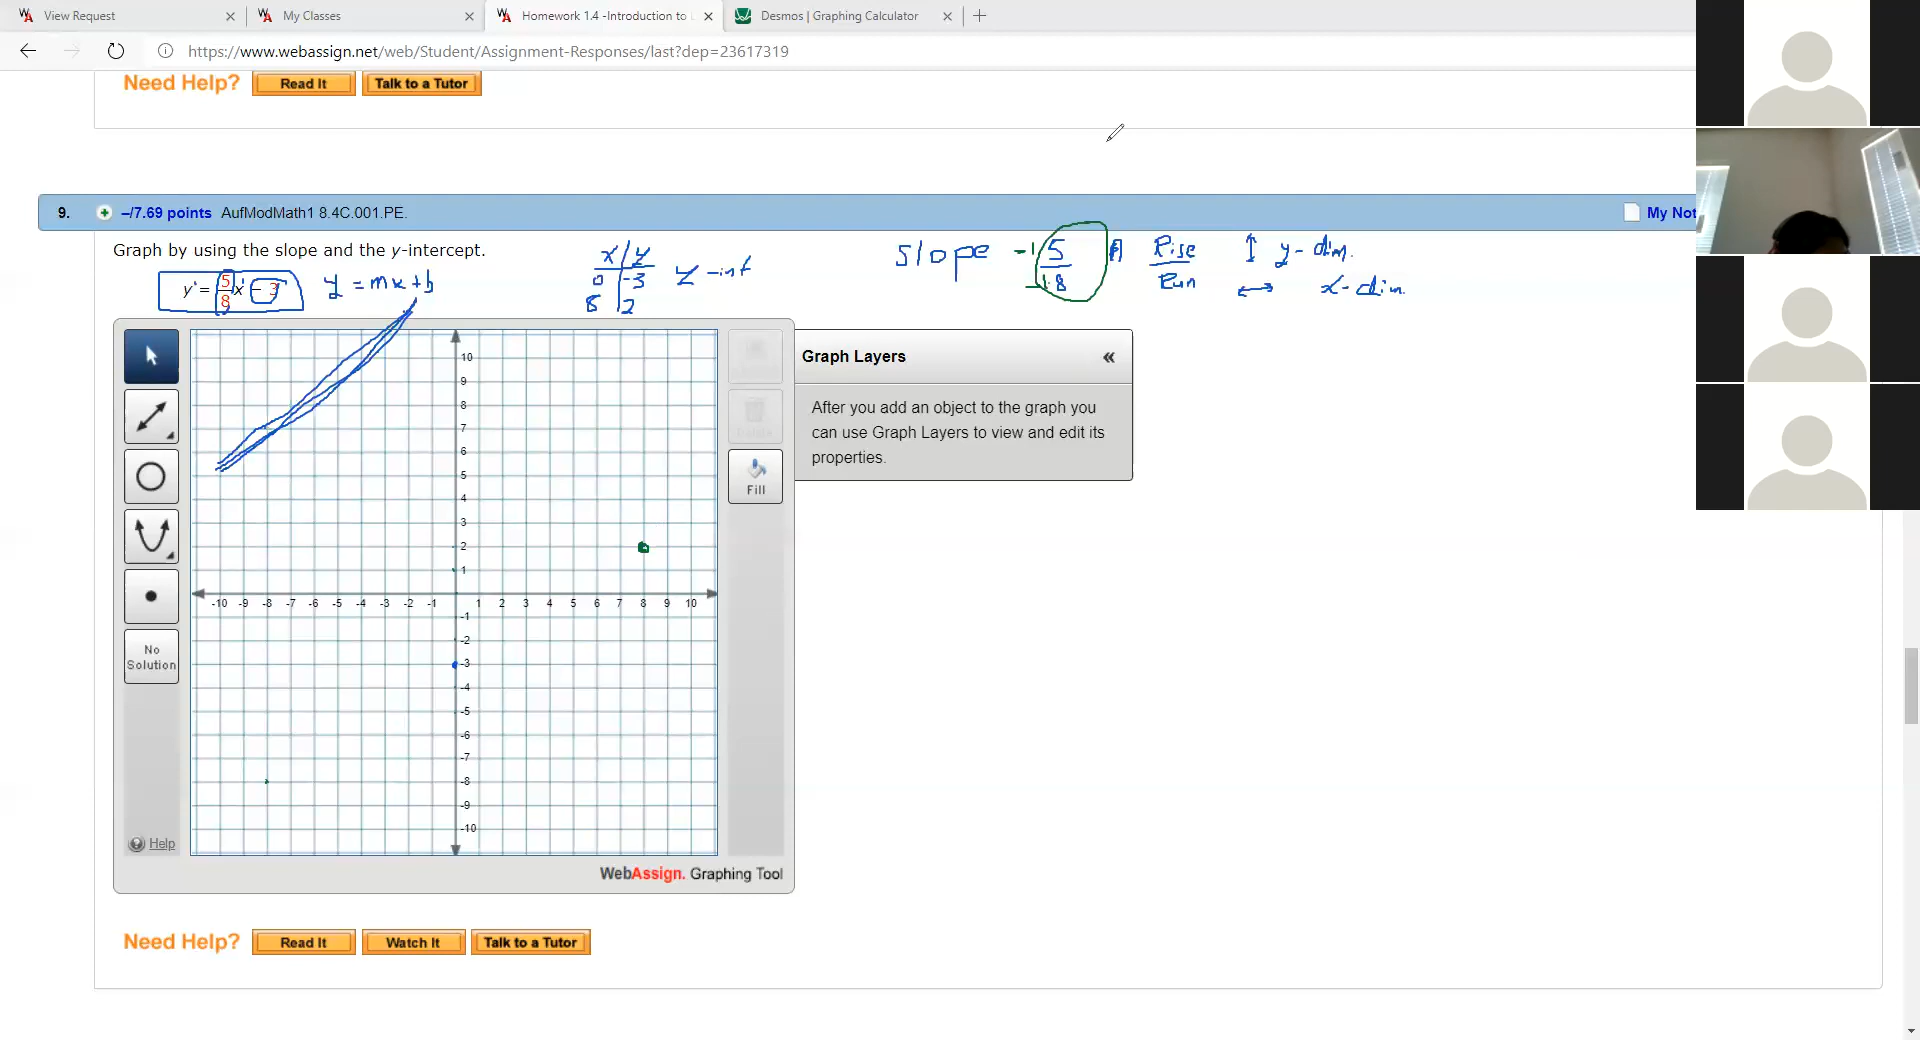 View Request
My Classes
Homework 1.4 -Introduction to
Desmos | Graphing Calculator
https://www.webassign.net/web/Student/Assignment-Responses/last?dep=23617319
Need Help? Read It Talk to a Tutor
9. –/7.69 points AufModMath1 8.4C.001.PE. My Not
Graph by using the slope and the y-intercept.
y = 5/8 x − 3
y = mx + b
x | y
0 | -3
8 | 2
y-int
Slope -1 5 Rise ↕ y-dim.
-1 8 Run ↔ x-dim.
Graph Layers «
After you add an object to the graph you
can use Graph Layers to view and edit its
properties.
Fill
No
Solution
10
9
8
7
6
5
4
3
2
1
-10 -9 -8 -7 -6 -5 -4 -3 -2 -1 1 2 3 4 5 6 7 8 9 10
-1
-2
-3
-4
-5
-6
-7
-8
-9
-10
Help
WebAssign. Graphing Tool
Need Help? Read It Watch It Talk to a Tutor